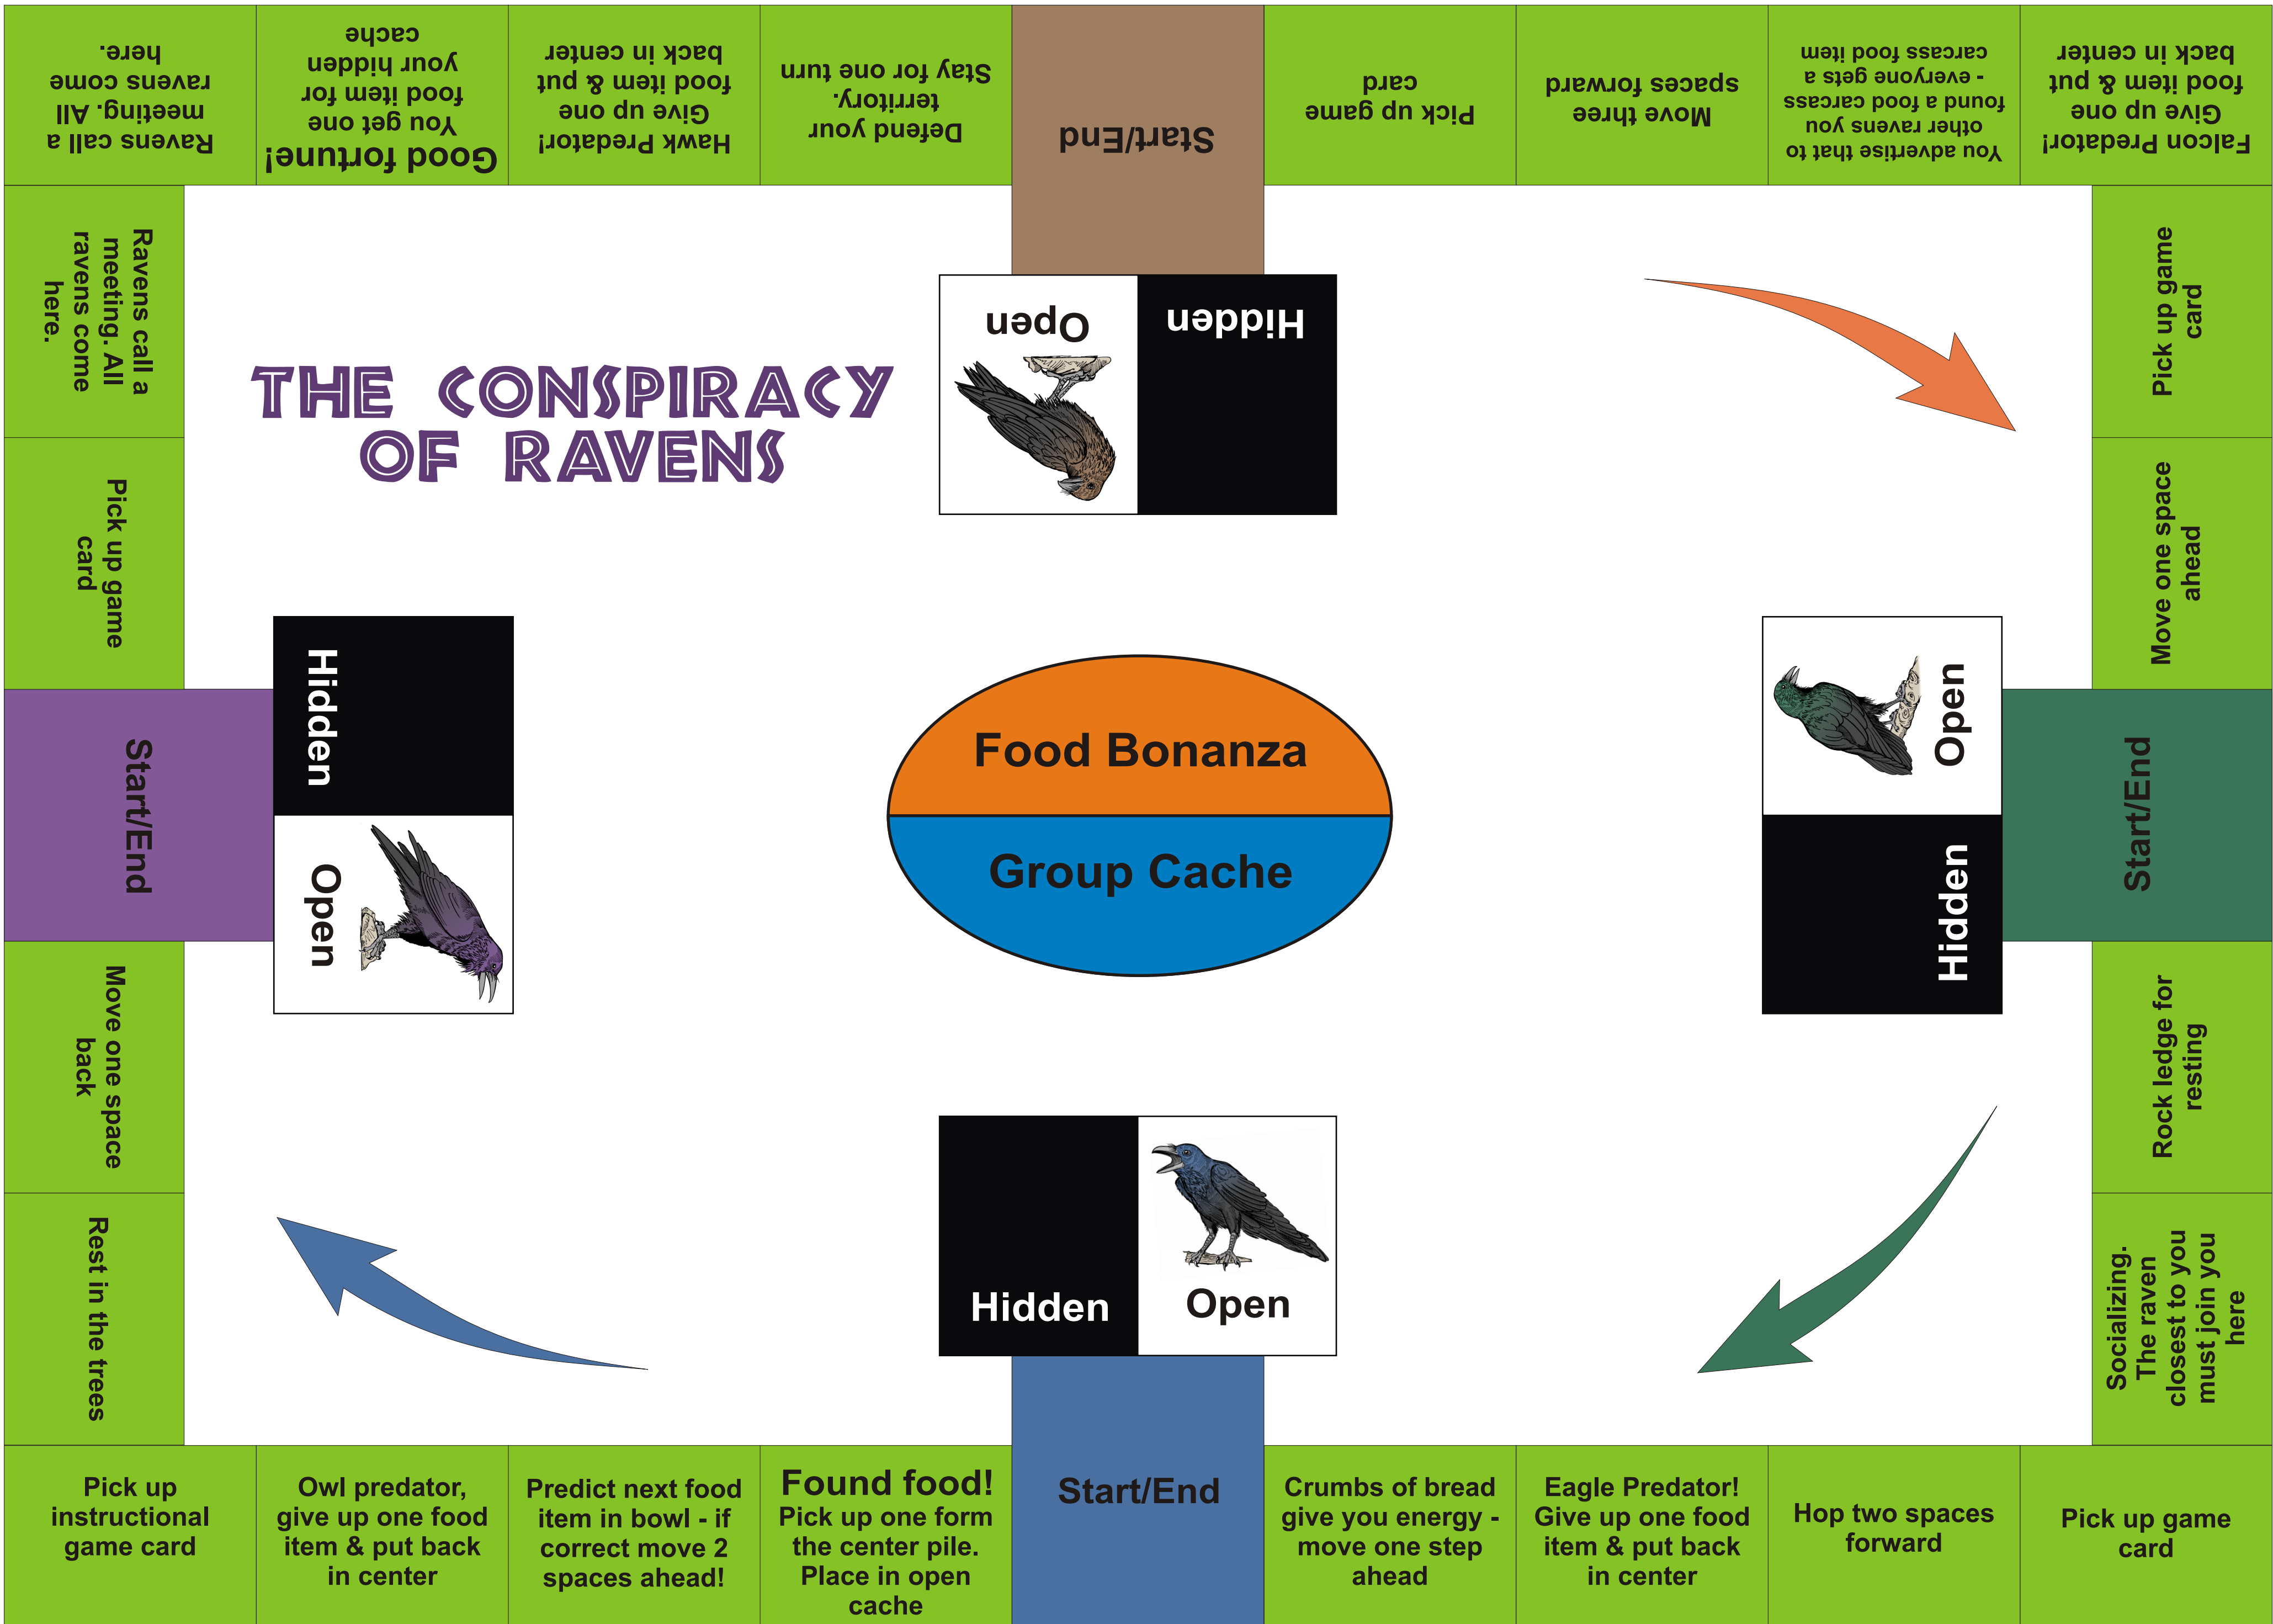 Ravens call a
meeting. All
ravens come
here.
Good fortune!
You get one
food item for
your hidden
cache
Hawk Predator!
Give up one
food item & put
back in center
Defend your
territory.
Stay for one turn
Start/End
Pick up game
card
Move three
spaces forward
You advertise that to
other ravens you
found a food carcass
- everyone gets a
carcass food item
Falcon Predator!
Give up one
food item & put
back in center
Ravens call a
meeting. All
ravens come
here.
Pick up game
card
Start/End
Move one space
back
Rest in the trees
THE CONSPIRACY
OF RAVENS
Open
Hidden
Hidden
Open
Food Bonanza
Group Cache
Open
Hidden
Hidden
Open
Pick up game
card
Move one space
ahead
Start/End
Rock ledge for
resting
Socializing.
The raven
closest to you
must join you
here
Pick up
instructional
game card
Owl predator,
give up one food
item & put back
in center
Predict next food
item in bowl - if
correct move 2
spaces ahead!
Found food!
Pick up one form
the center pile.
Place in open
cache
Start/End
Crumbs of bread
give you energy -
move one step
ahead
Eagle Predator!
Give up one food
item & put back
in center
Hop two spaces
forward
Pick up game
card